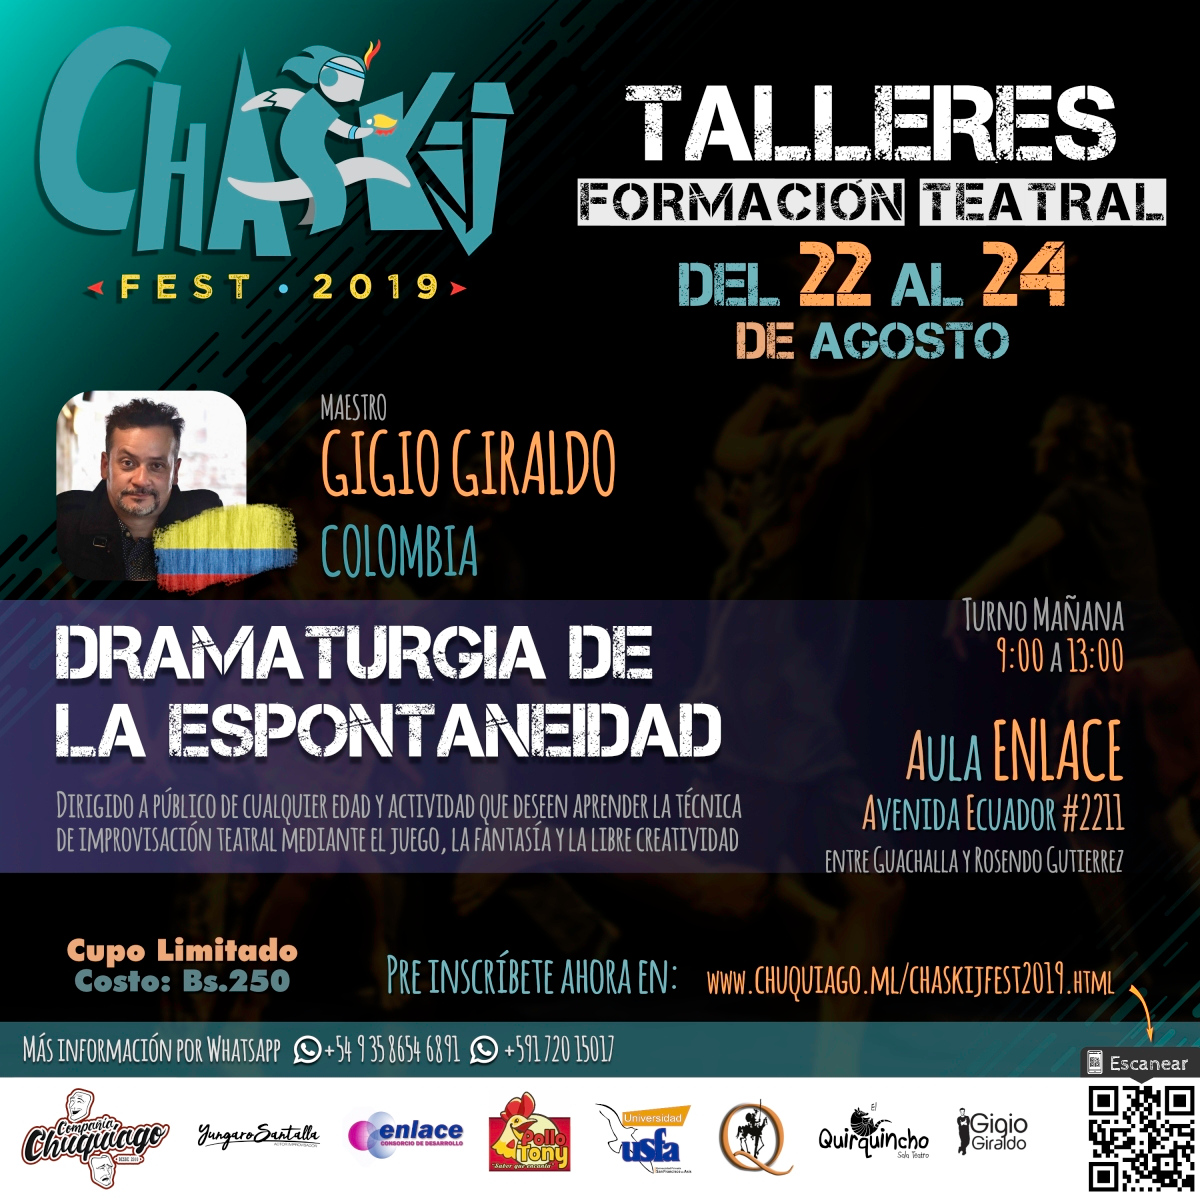 CHASKIJ
FEST · 2019
TALLERES
FORMACIÓN TEATRAL
DEL 22 AL 24
DE AGOSTO
MAESTRO
GIGIO GIRALDO
COLOMBIA
TURNO MAÑANA
9:00 A 13:00
DRAMATURGIA DE
LA ESPONTANEIDAD
AULA ENLACE
AVENIDA ECUADOR #2211
ENTRE GUACHALLA Y ROSENDO GUTIERREZ
DIRIGIDO A PÚBLICO DE CUALQUIER EDAD Y ACTIVIDAD QUE DESEEN APRENDER LA TÉCNICA
DE IMPROVISACIÓN TEATRAL MEDIANTE EL JUEGO, LA FANTASÍA Y LA LIBRE CREATIVIDAD
Cupo Limitado
Costo: Bs.250
PRE INSCRÍBETE AHORA EN: WWW.CHUQUIAGO.ML/CHASKIJFEST2019.HTML
MÁS INFORMACIÓN POR WHATSAPP +54 9 35 8654 6891 +591 720 15017
Escanear
Compañía
Chuquiago
Yungaro Santalla
enlace
CONSORCIO DE DESARROLLO
Pollo
Tony
"Sabor que encanta"
Universidad
usfa
Q
El
Quirquincho
Sala Teatro
Gigio
Giraldo